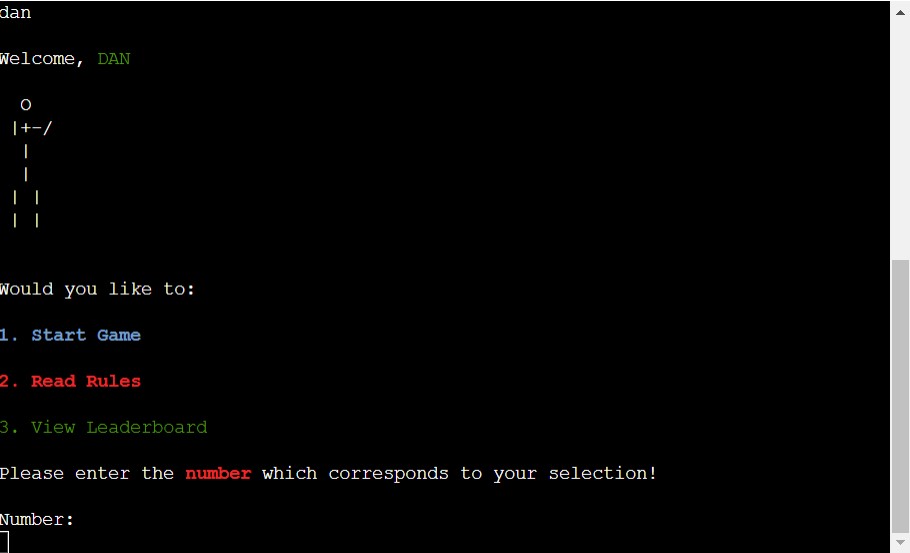 dan
Welcome, DAN
O
|+-/
|
|
| |
| |
Would you like to:
1. Start Game
2. Read Rules
3. View Leaderboard
Please enter the number which corresponds to your selection!
Number: